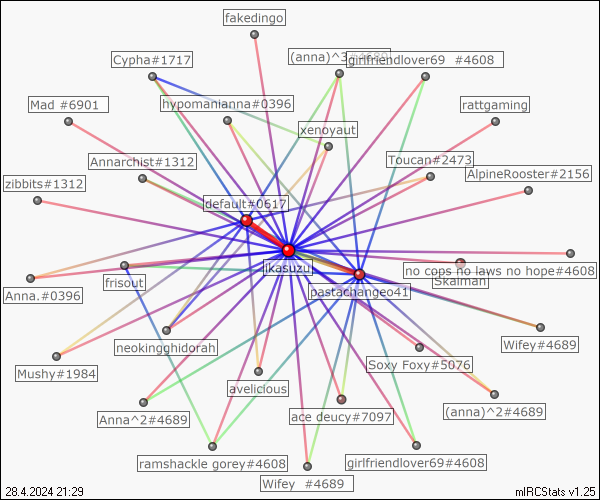 fakedingo
Cypha#1717
(anna)^3#4689
girlfriendlover69  #4608
Mad #6901
hypomanianna#0396
rattgaming
xenoyaut
Annarchist#1312
Toucan#2473
AlpineRooster#2156
zibbits#1312
default#0617
jkasuzu
no cops no laws no hope#4608
Skalman
Anna.#0396
frisout
pastachangeo41
neokingghidorah
Wifey#4689
Soxy Foxy#5076
Mushy#1984
avelicious
Anna^2#4689
ace deucy#7097
(anna)^2#4689
ramshackle gorey#4608
girlfriendlover69#4608
Wifey  #4689
28.4.2024 21:29
mIRCStats v1.25